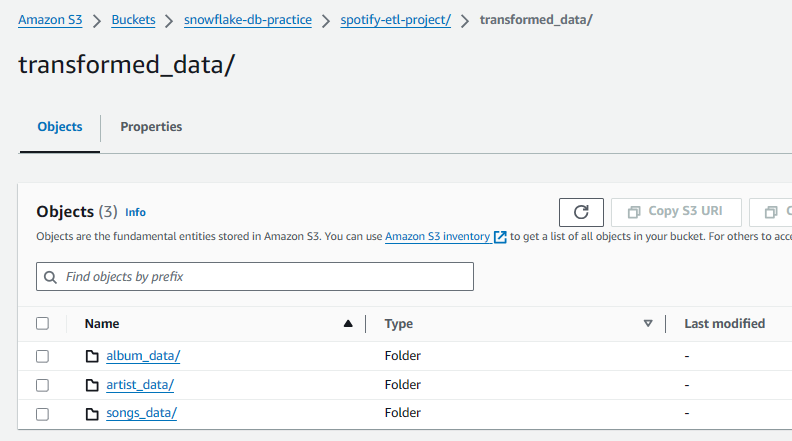 Amazon S3 > Buckets > snowflake-db-practice > spotify-etl-project/ > transformed_data/
transformed_data/
Objects Properties
Objects (3) Info
Copy S3 URI
Objects are the fundamental entities stored in Amazon S3. You can use Amazon S3 inventory to get a list of all objects in your bucket. For others to acce
Find objects by prefix
Name Type Last modified
album_data/ Folder -
artist_data/ Folder -
songs_data/ Folder -